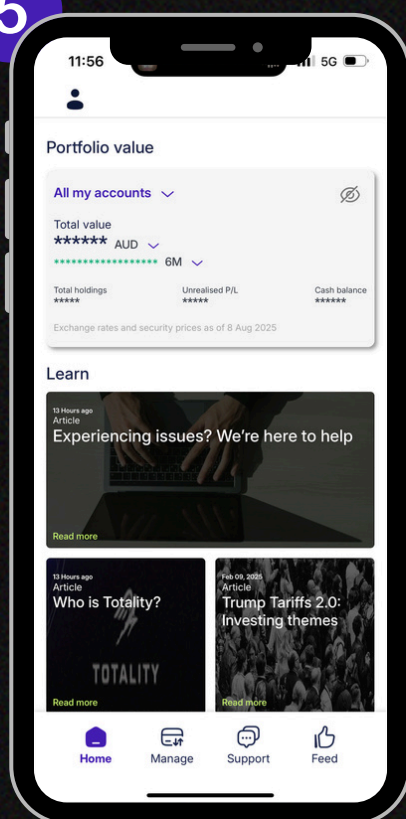 5
11:56
5G
Portfolio value
All my accounts
Total value
****** AUD
****************** 6M
Total holdings Unrealised P/L Cash balance
***** ***** ******
Exchange rates and security prices as of 8 Aug 2025
Learn
13 Hours ago
Article
Experiencing issues? We're here to help
Read more
13 Hours ago
Article
Who is Totality?
TOTALITY
Read more
Feb 09, 2025
Article
Trump Tariffs 2.0:
Investing themes
Read more
Home Manage Support Feed